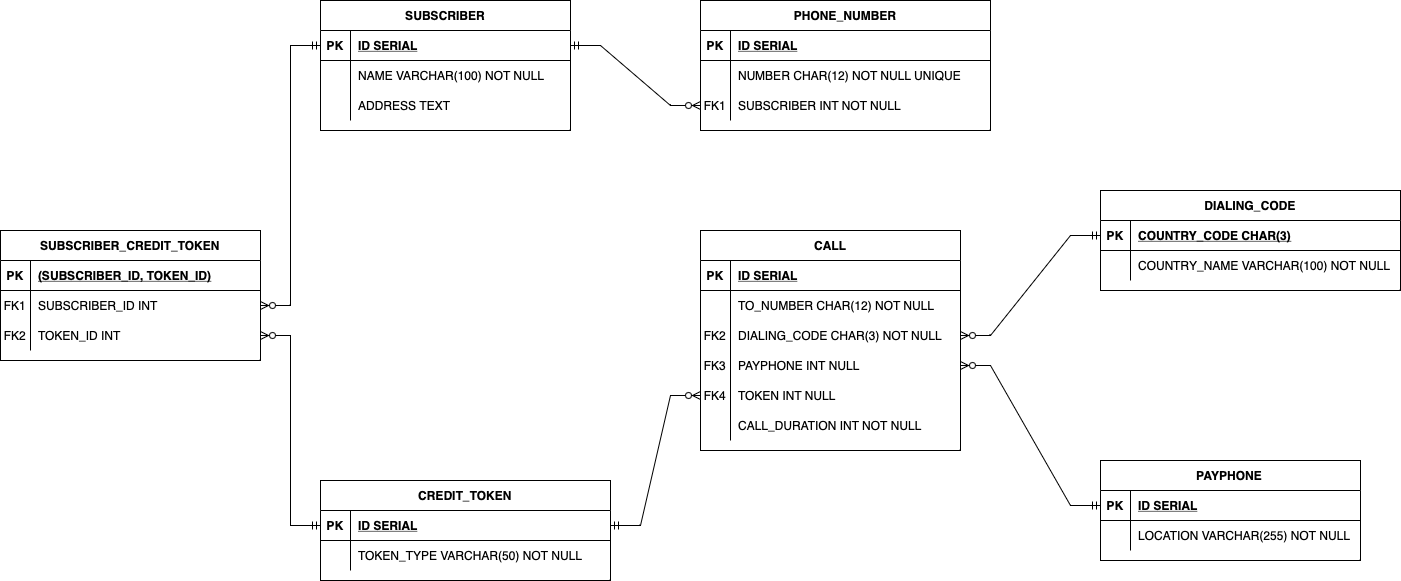 SUBSCRIBER
PK ID SERIAL
NAME VARCHAR(100) NOT NULL
ADDRESS TEXT
PHONE_NUMBER
PK ID SERIAL
NUMBER CHAR(12) NOT NULL UNIQUE
FK1 SUBSCRIBER INT NOT NULL
SUBSCRIBER_CREDIT_TOKEN
PK (SUBSCRIBER_ID, TOKEN_ID)
FK1 SUBSCRIBER_ID INT
FK2 TOKEN_ID INT
CALL
PK ID SERIAL
TO_NUMBER CHAR(12) NOT NULL
FK2 DIALING_CODE CHAR(3) NOT NULL
FK3 PAYPHONE INT NULL
FK4 TOKEN INT NULL
CALL_DURATION INT NOT NULL
DIALING_CODE
PK COUNTRY_CODE CHAR(3)
COUNTRY_NAME VARCHAR(100) NOT NULL
CREDIT_TOKEN
PK ID SERIAL
TOKEN_TYPE VARCHAR(50) NOT NULL
PAYPHONE
PK ID SERIAL
LOCATION VARCHAR(255) NOT NULL